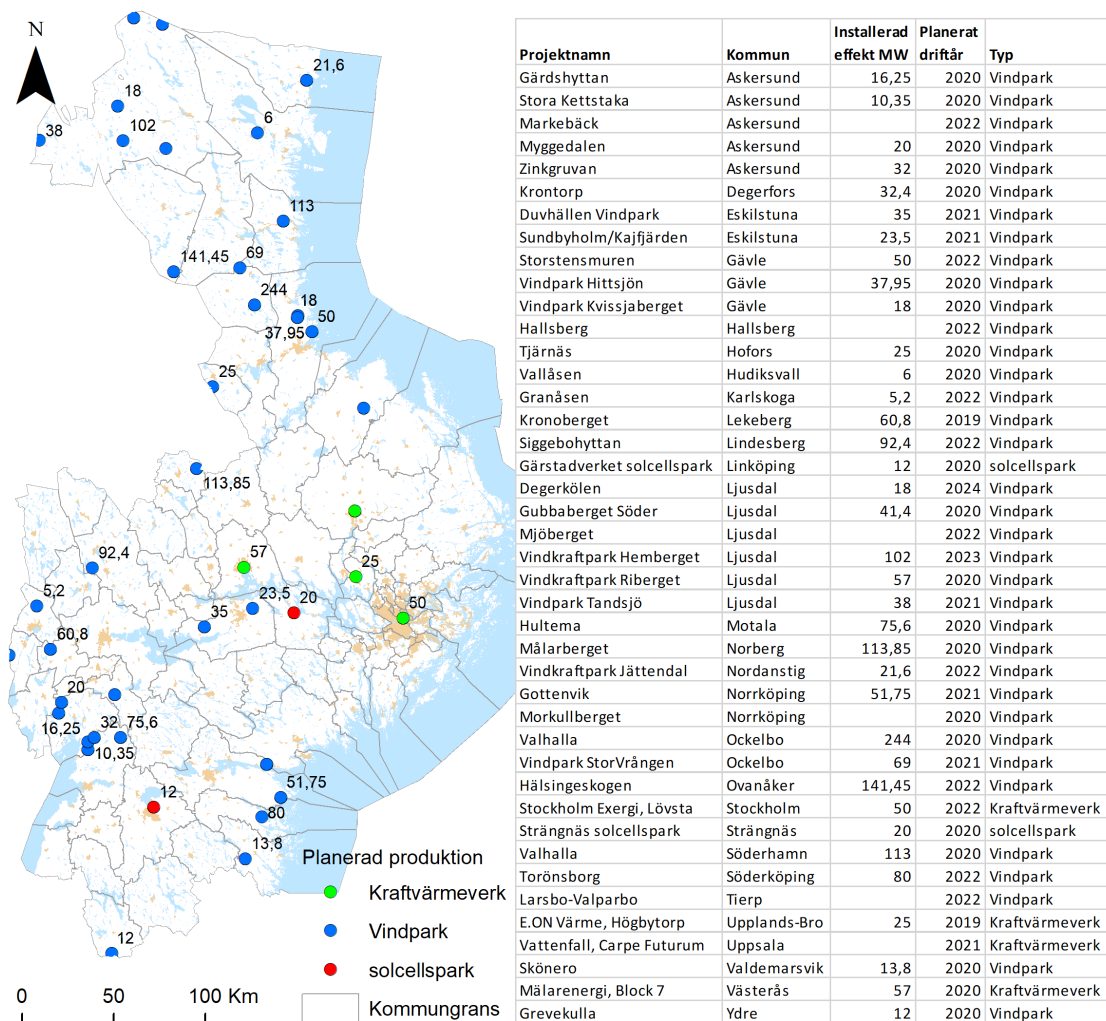 N
21,6
18
6
38
102
113
141,45
69
244
18
50
37,95
25
113,85
92,4
57
25
5,2
23,5
20
50
35
60,8
20
16,25
32
75,6
10,35
12
51,75
80
13,8
12
Planerad produktion
Kraftvärmeverk
Vindpark
solcellspark
Kommungrans
0 50 100 Km
Installerad Planerat
Projektnamn Kommun effekt MW driftår Typ
Gärdshyttan Askersund 16,25 2020 Vindpark
Stora Kettstaka Askersund 10,35 2020 Vindpark
Markebäck Askersund 2022 Vindpark
Myggedalen Askersund 20 2020 Vindpark
Zinkgruvan Askersund 32 2020 Vindpark
Krontorp Degerfors 32,4 2020 Vindpark
Duvhällen Vindpark Eskilstuna 35 2021 Vindpark
Sundbyholm/Kajfjärden Eskilstuna 23,5 2021 Vindpark
Storstensmuren Gävle 50 2022 Vindpark
Vindpark Hittsjön Gävle 37,95 2020 Vindpark
Vindpark Kvissjaberget Gävle 18 2020 Vindpark
Hallsberg Hallsberg 2022 Vindpark
Tjärnäs Hofors 25 2020 Vindpark
Vallåsen Hudiksvall 6 2020 Vindpark
Granåsen Karlskoga 5,2 2022 Vindpark
Kronoberget Lekeberg 60,8 2019 Vindpark
Siggebohyttan Lindesberg 92,4 2022 Vindpark
Gärstadverket solcellspark Linköping 12 2020 solcellspark
Degerkölen Ljusdal 18 2024 Vindpark
Gubbaberget Söder Ljusdal 41,4 2020 Vindpark
Mjöberget Ljusdal 2022 Vindpark
Vindkraftpark Hemberget Ljusdal 102 2023 Vindpark
Vindkraftpark Riberget Ljusdal 57 2020 Vindpark
Vindpark Tandsjö Ljusdal 38 2021 Vindpark
Hultema Motala 75,6 2020 Vindpark
Målarberget Norberg 113,85 2020 Vindpark
Vindkraftpark Jättendal Nordanstig 21,6 2022 Vindpark
Gottenvik Norrköping 51,75 2021 Vindpark
Morkullberget Norrköping 2020 Vindpark
Valhalla Ockelbo 244 2020 Vindpark
Vindpark StorVrången Ockelbo 69 2021 Vindpark
Hälsingeskogen Ovanåker 141,45 2022 Vindpark
Stockholm Exergi, Lövsta Stockholm 50 2022 Kraftvärmeverk
Strängnäs solcellspark Strängnäs 20 2020 solcellspark
Valhalla Söderhamn 113 2020 Vindpark
Torönsborg Söderköping 80 2022 Vindpark
Larsbo-Valparbo Tierp 2022 Vindpark
E.ON Värme, Högbytorp Upplands-Bro 25 2019 Kraftvärmeverk
Vattenfall, Carpe Futurum Uppsala 2021 Kraftvärmeverk
Skönero Valdemarsvik 13,8 2020 Vindpark
Mälarenergi, Block 7 Västerås 57 2020 Kraftvärmeverk
Grevekulla Ydre 12 2020 Vindpark